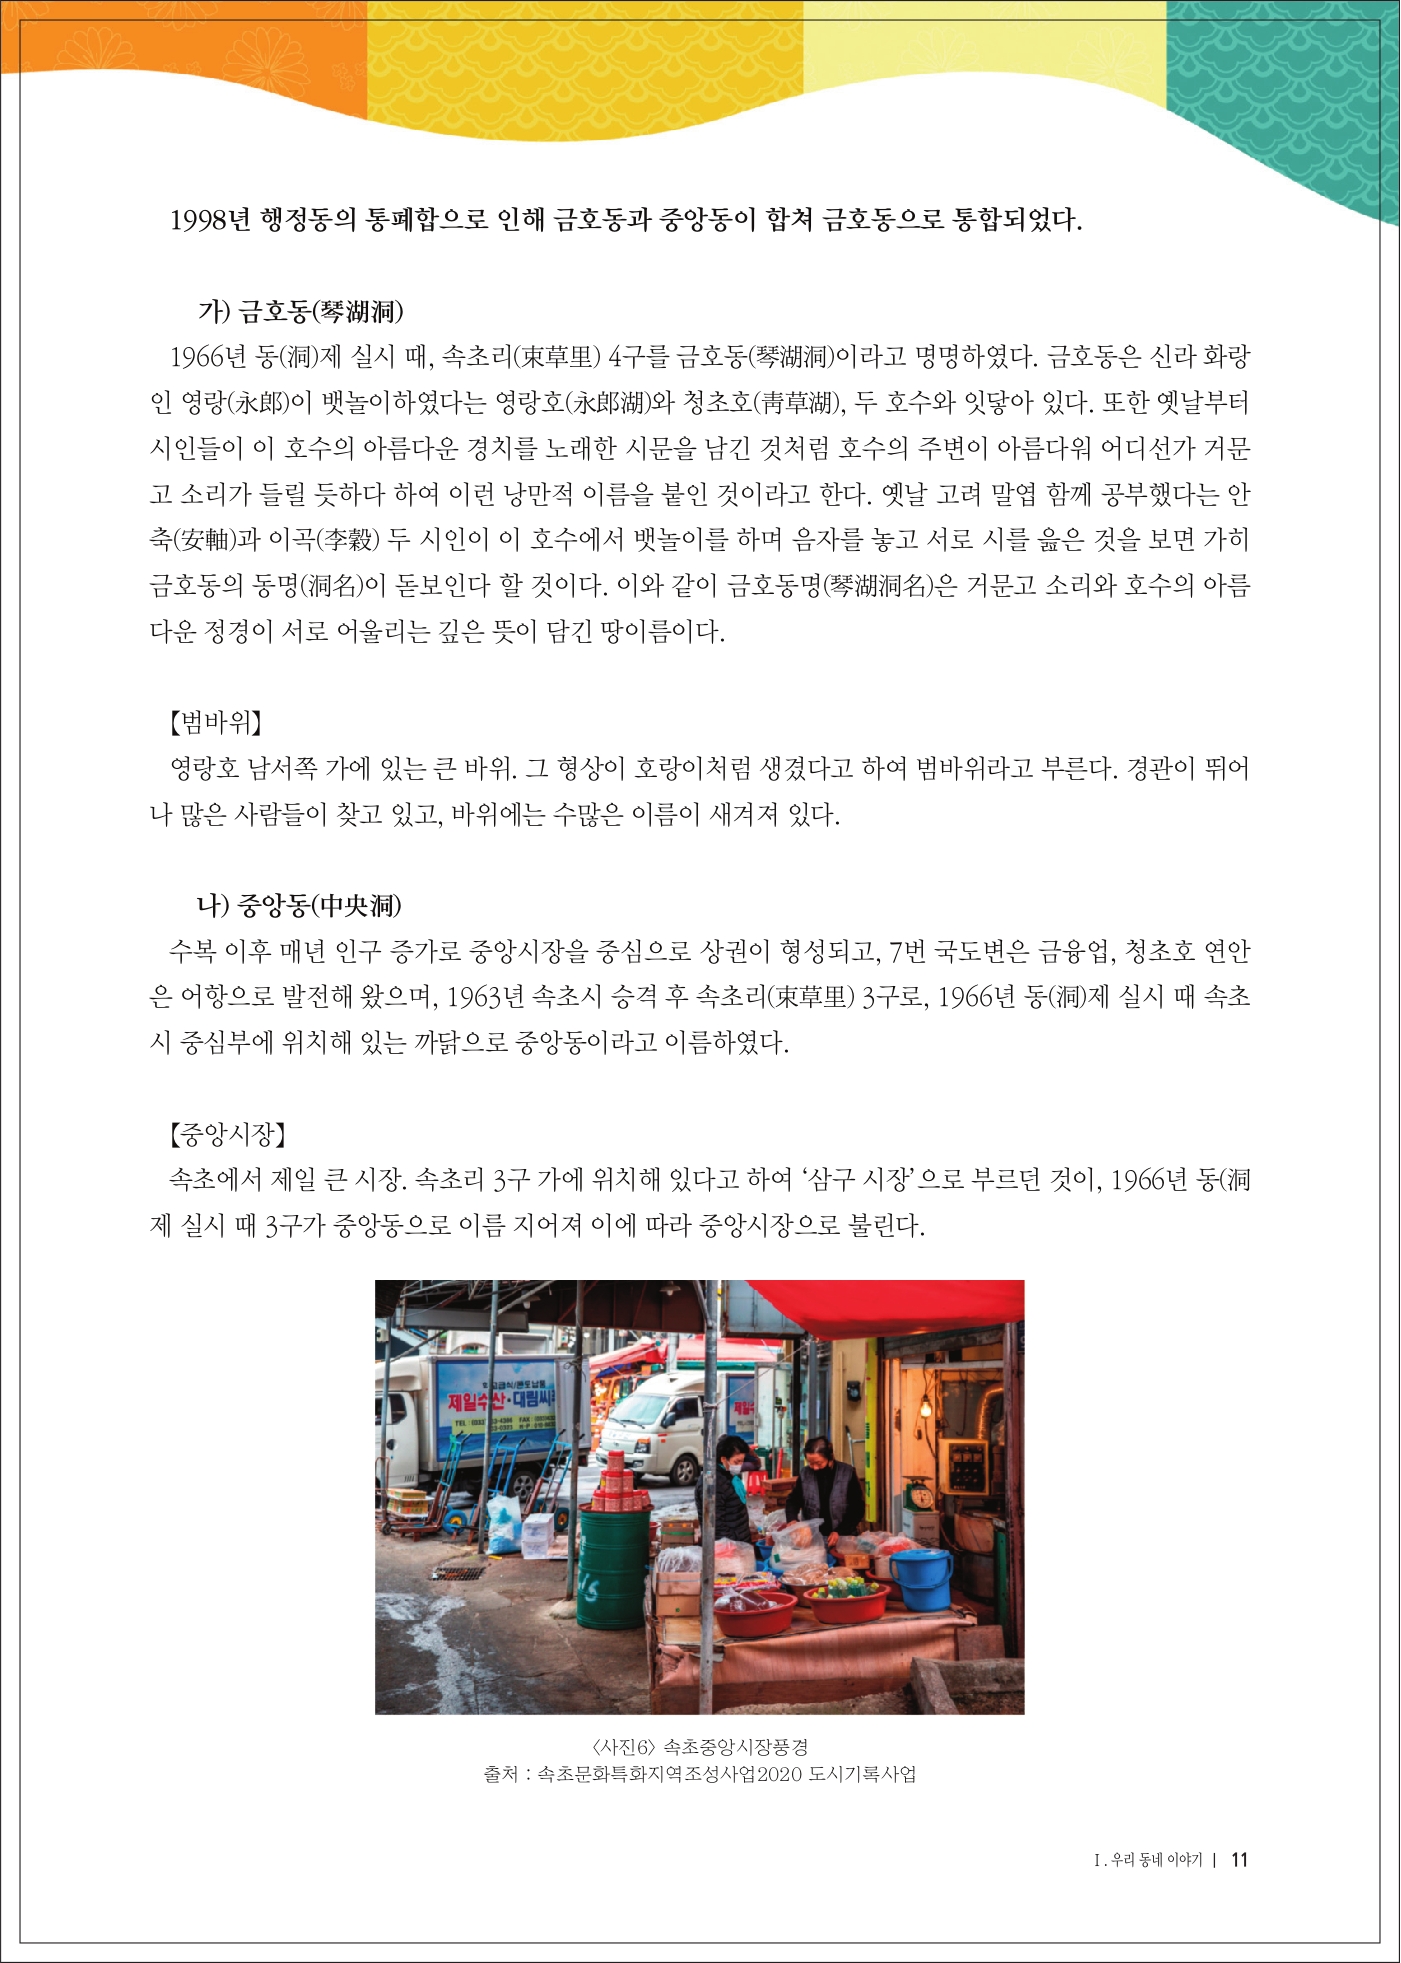 1998년 행정동의 통폐합으로 인해 금호동과 중앙동이 합쳐 금호동으로 통합되었다.
가) 금호동(琴湖洞)
1966년 동(洞)제 실시 때, 속초리(束草里) 4구를 금호동(琴湖洞)이라고 명명하였다. 금호동은 신라 화랑
인 영랑(永郎)이 뱃놀이하였다는 영랑호(永郎湖)와 청초호(靑草湖), 두 호수와 잇닿아 있다. 또한 옛날부터
시인들이 이 호수의 아름다운 경치를 노래한 시문을 남긴 것처럼 호수의 주변이 아름다워 어디선가 거문
고 소리가 들릴 듯하다 하여 이런 낭만적 이름을 붙인 것이라고 한다. 옛날 고려 말엽 함께 공부했다는 안
축(安軸)과 이곡(李穀) 두 시인이 이 호수에서 뱃놀이를 하며 음자를 놓고 서로 시를 읊은 것을 보면 가히
금호동의 동명(洞名)이 돋보인다 할 것이다. 이와 같이 금호동명(琴湖洞名)은 거문고 소리와 호수의 아름
다운 정경이 서로 어울리는 깊은 뜻이 담긴 땅이름이다.
【범바위】
영랑호 남서쪽 가에 있는 큰 바위. 그 형상이 호랑이처럼 생겼다고 하여 범바위라고 부른다. 경관이 뛰어
나 많은 사람들이 찾고 있고, 바위에는 수많은 이름이 새겨져 있다.
나) 중앙동(中央洞)
수복 이후 매년 인구 증가로 중앙시장을 중심으로 상권이 형성되고, 7번 국도변은 금융업, 청초호 연안
은 어항으로 발전해 왔으며, 1963년 속초시 승격 후 속초리(束草里) 3구로, 1966년 동(洞)제 실시 때 속초
시 중심부에 위치해 있는 까닭으로 중앙동이라고 이름하였다.
【중앙시장】
속초에서 제일 큰 시장. 속초리 3구 가에 위치해 있다고 하여 ‘삼구 시장’으로 부르던 것이, 1966년 동(洞
제 실시 때 3구가 중앙동으로 이름 지어져 이에 따라 중앙시장으로 불린다.
제일수산·대림씨
TEL
FAX
제일수
〈사진6〉 속초중앙시장풍경
출처 : 속초문화특화지역조성사업2020 도시기록사업
Ⅰ. 우리 동네 이야기 | 11